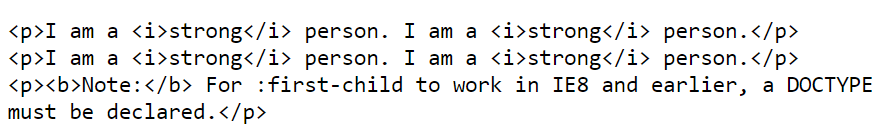 <p>I am a <i>strong</i> person. I am a <i>strong</i> person.</p>
<p>I am a <i>strong</i> person. I am a <i>strong</i> person.</p>
<p><b>Note:</b> For :first-child to work in IE8 and earlier, a DOCTYPE
must be declared.</p>